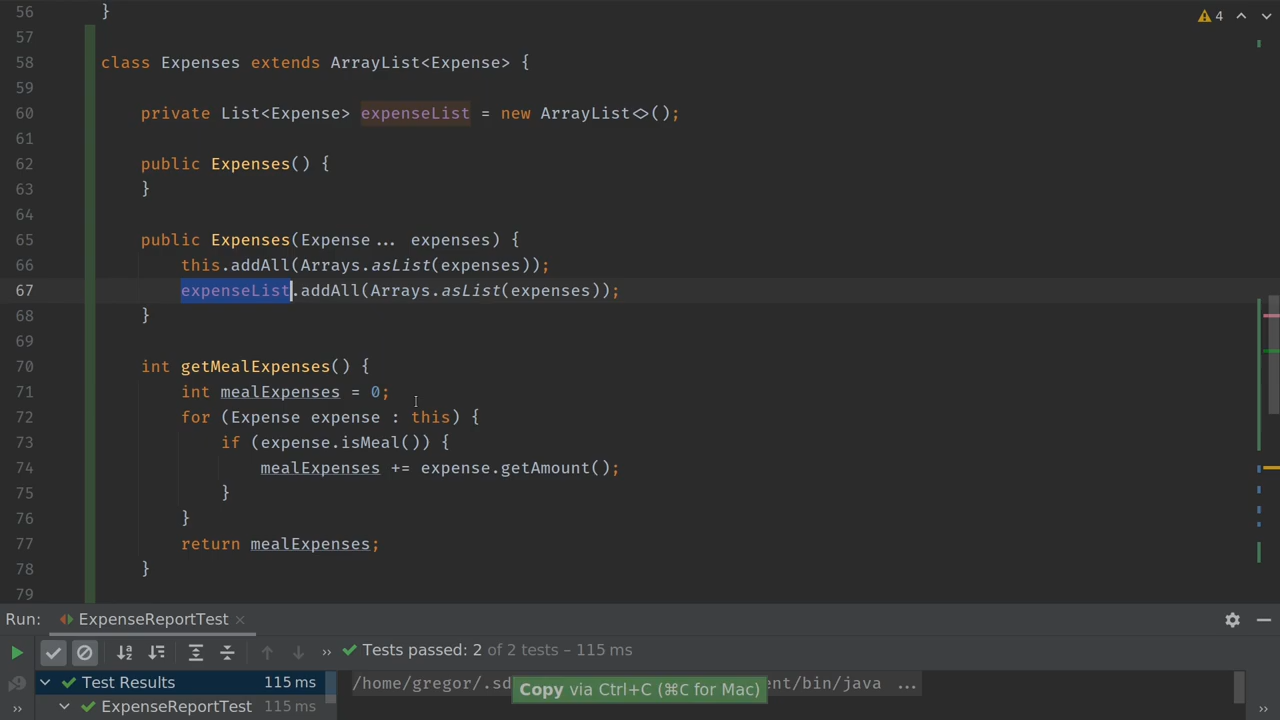 56 }
⚠ 4
57
58 class Expenses extends ArrayList<Expense> {
59
60 private List<Expense> expenseList = new ArrayList<>();
61
62 public Expenses() {
63 }
64
65 public Expenses(Expense... expenses) {
66 this.addAll(Arrays.asList(expenses));
67 expenseList.addAll(Arrays.asList(expenses));
68 }
69
70 int getMealExpenses() {
71 int mealExpenses = 0;
72 for (Expense expense : this) {
73 if (expense.isMeal()) {
74 mealExpenses += expense.getAmount();
75 }
76 }
77 return mealExpenses;
78 }
79
Run: ExpenseReportTest ×
» Tests passed: 2 of 2 tests – 115 ms
Test Results 115 ms /home/gregor/.sd ent/bin/java ...
Copy via Ctrl+C (⌘C for Mac)
» ExpenseReportTest 115 ms »